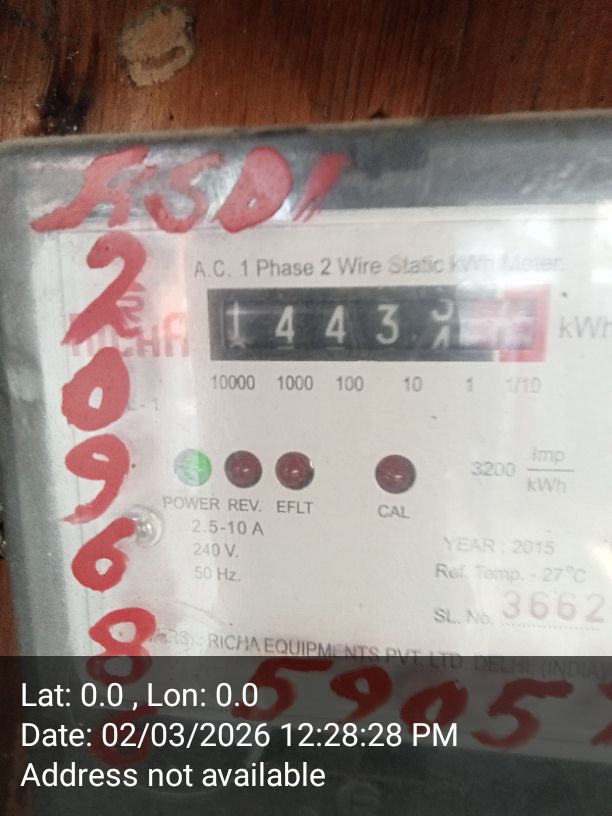 HSD1
2
0
9
6
8
A.C. 1 Phase 2 Wire Static kWh Meter.
RICHA
1 4 4 3
kWh
10000 1000 100 10 1 1/10
L-1
POWER REV. EFLT CAL
3200 Imp/kWh
2.5-10 A
240 V.
50 Hz.
YEAR : 2015
Ref. Temp. - 27°C
SL. No. 3662
RICHA EQUIPMENTS PVT. LTD. DELHI, (INDIA)
5905
Lat: 0.0 , Lon: 0.0
Date: 02/03/2026 12:28:28 PM
Address not available